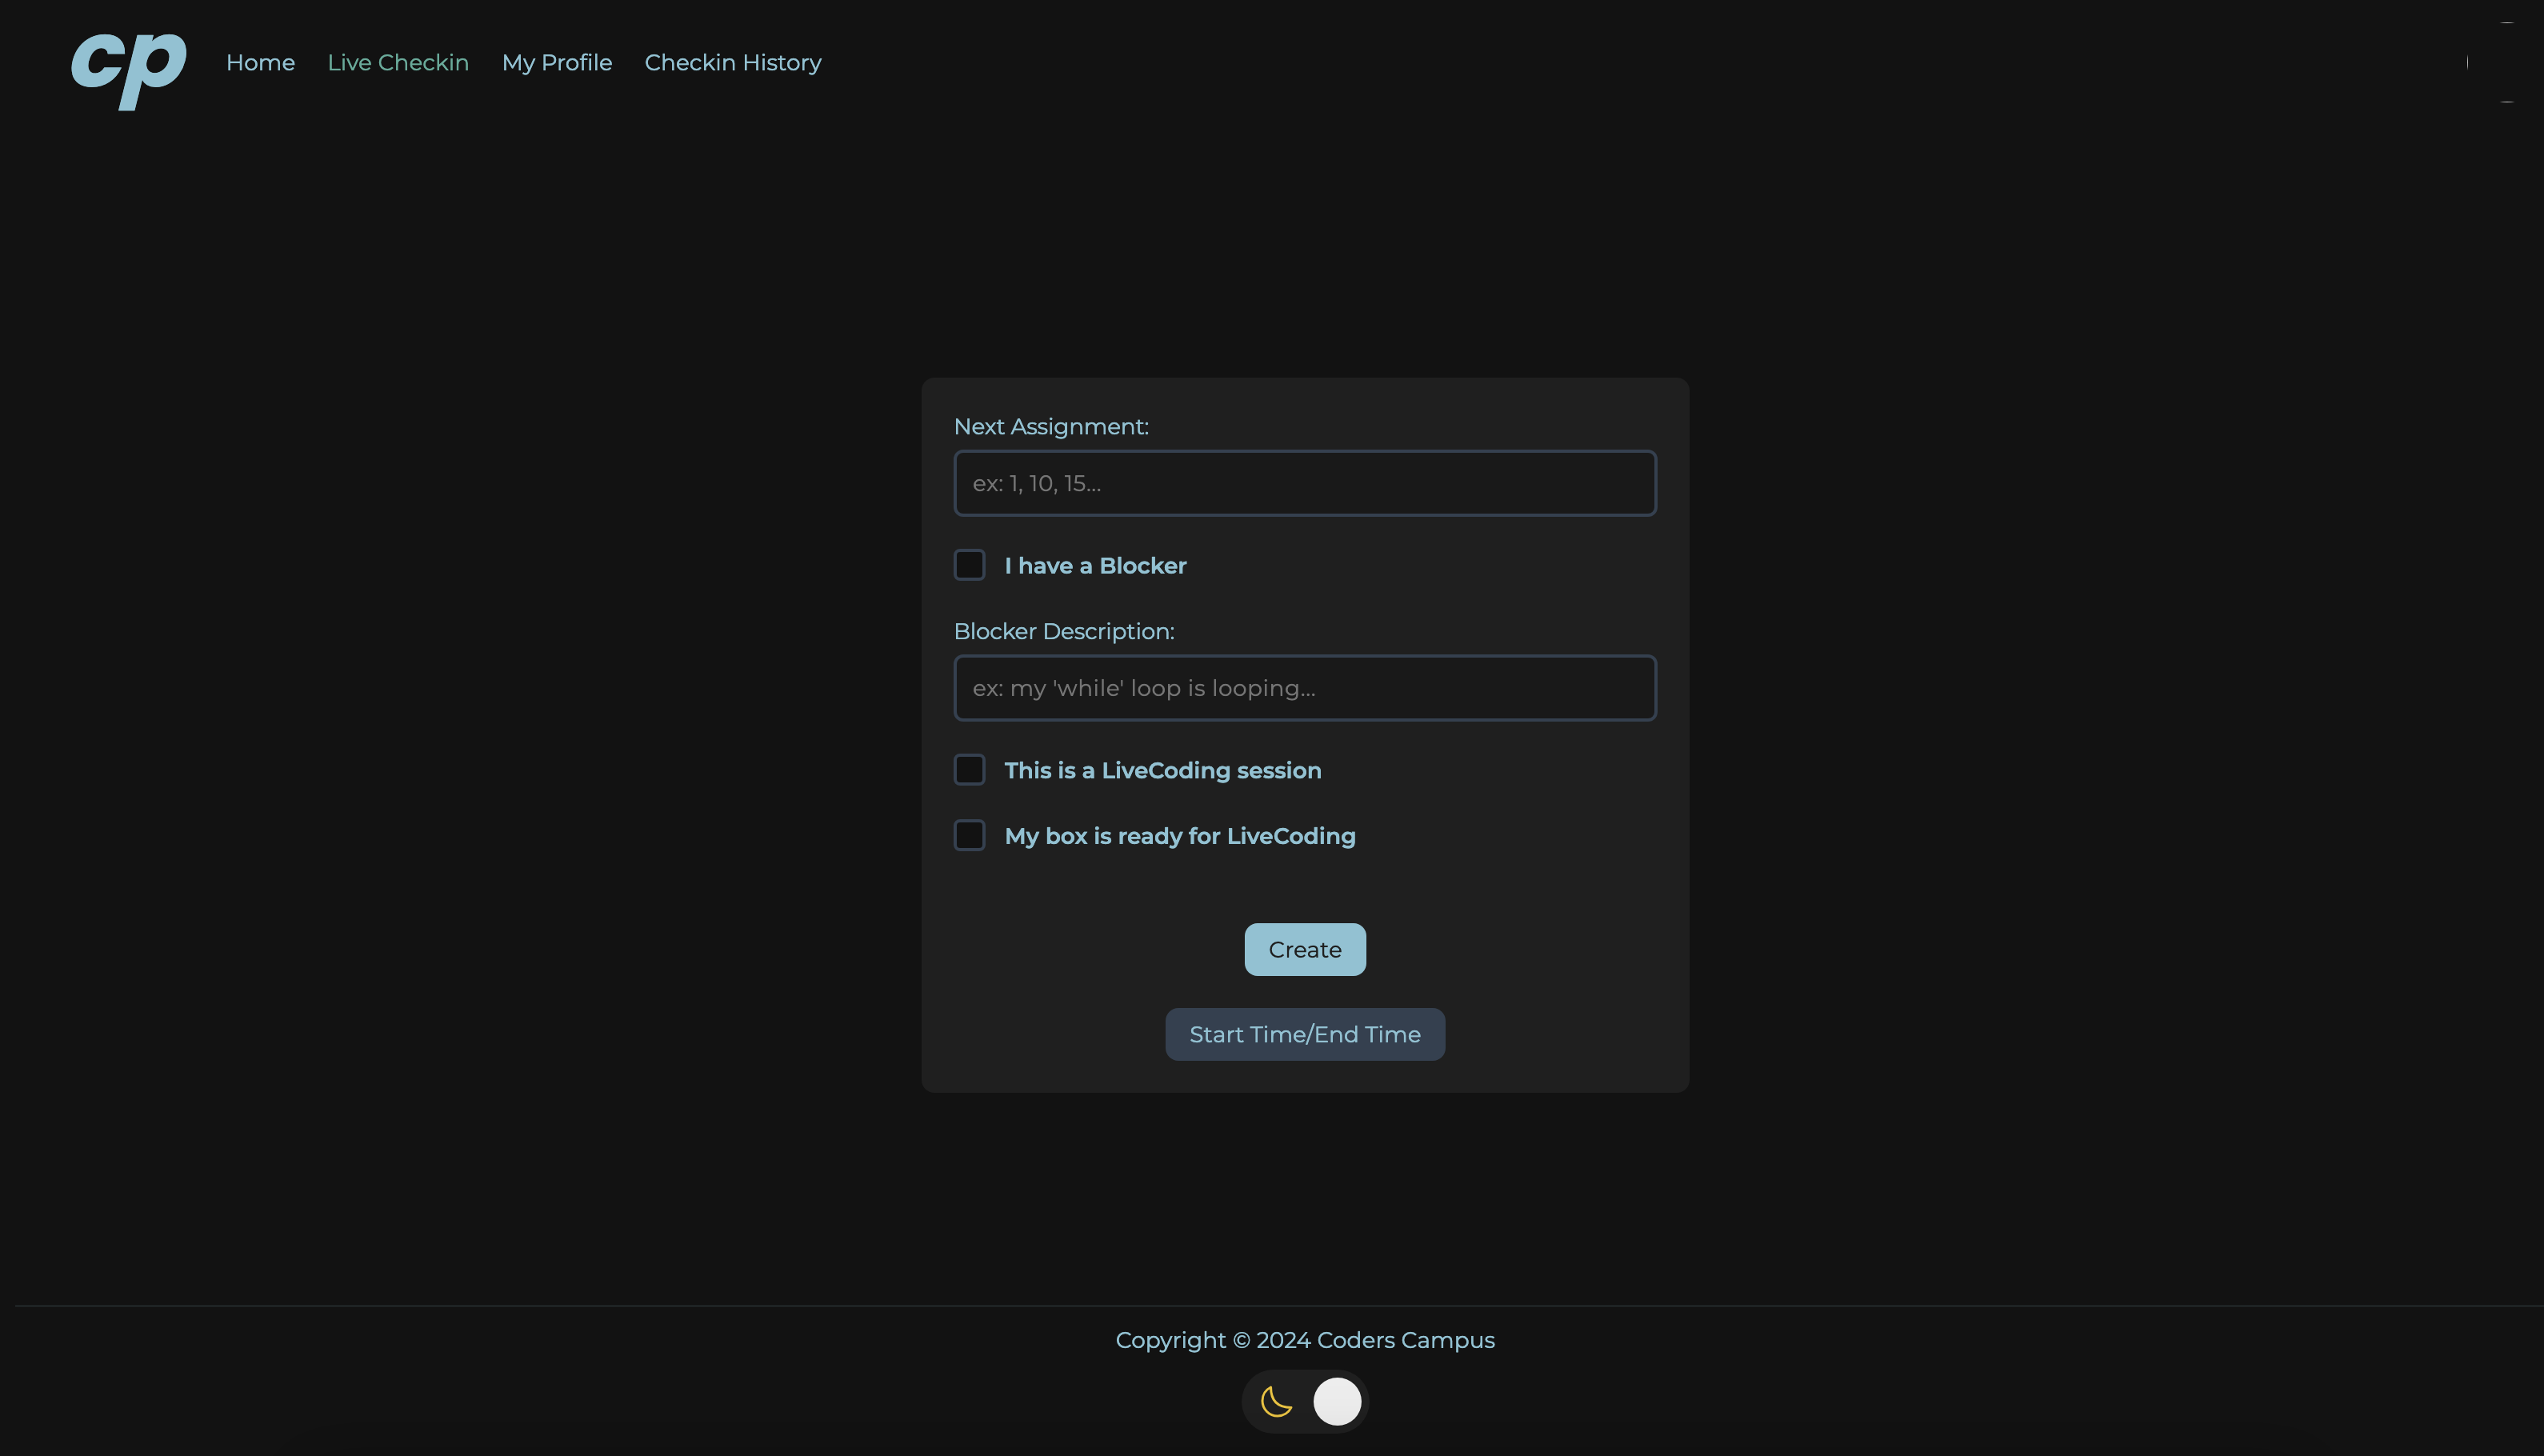 cp
Home
Live Checkin
My Profile
Checkin History
Next Assignment:
ex: 1, 10, 15...
I have a Blocker
Blocker Description:
ex: my 'while' loop is looping...
This is a LiveCoding session
My box is ready for LiveCoding
Create
Start Time/End Time
Copyright © 2024 Coders Campus